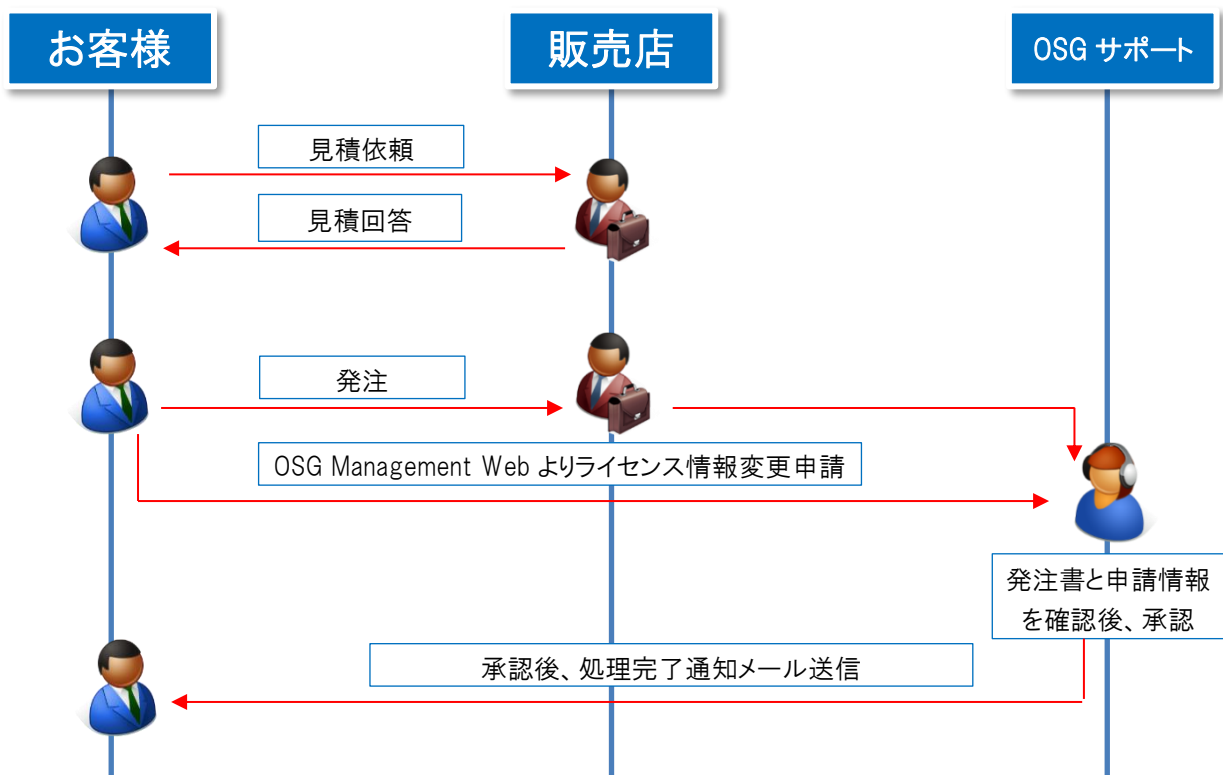 お客様
販売店
OSG サポート
見積依頼
見積回答
発注
OSG Management Web よりライセンス情報変更申請
発注書と申請情報
を確認後、承認
承認後、処理完了通知メール送信